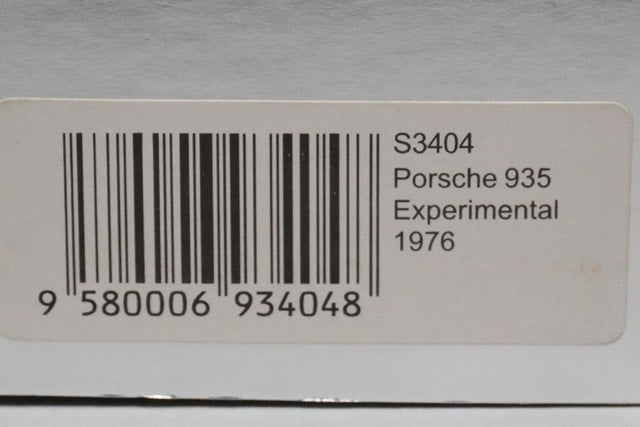 S3404
Porsche 935
Experimental
1976
9 580006 934048